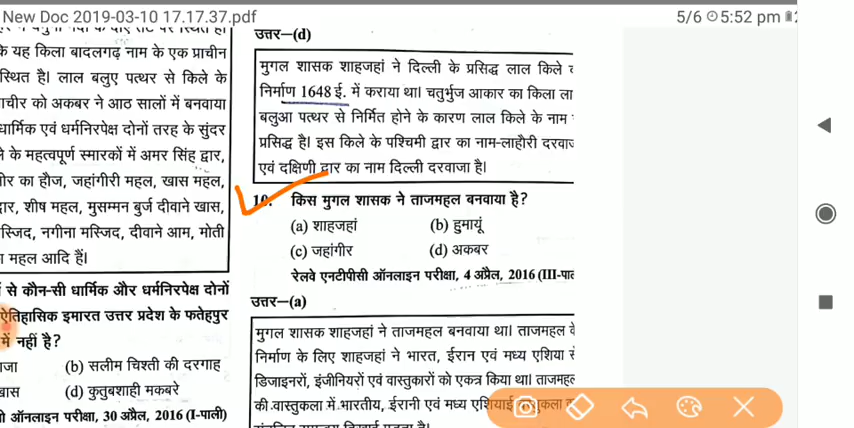 New Doc 2019-03-10 17.17.37.pdf
5/6
5:52 pm
के यह किला बादलगढ़ नाम के एक प्राचीन
स्थित है। लाल बलुए पत्थर से किले के
को अकबर ने आठ सालों में बनवाया
धार्मिक एवं धर्मनिरपेक्ष दोनों तरह के सुंदर
के महत्वपूर्ण स्मारकों में अमर सिंह द्वार,
का हौज, जहांगीरी महल, खास महल,
शीष महल, मुसम्मन बुर्ज दीवाने खास,
नगीना मस्जिद, दीवाने आम, मोती
महल आदि हैं।
से कौन-सी धार्मिक और धर्मनिरपेक्ष दोनों
ऐतिहासिक इमारत उत्तर प्रदेश के फतेहपुर
में नहीं है?
(b) सलीम चिश्ती की दरगाह
(d) कुतुबशाही मकबरे
ऑनलाइन परीक्षा, 30 अप्रैल, 2016 (I-पाली)
उत्तर—(d)
मुगल शासक शाहजहां ने दिल्ली के प्रसिद्ध लाल किले
निर्माण 1648 ई. में कराया था। चतुर्भुज आकार का किला
बलुआ पत्थर से निर्मित होने के कारण लाल किले के नाम
प्रसिद्ध है। इस किले के पश्चिमी द्वार का नाम-लाहौरी
एवं दक्षिणी द्वार का नाम दिल्ली दरवाजा है।
10. किस मुगल शासक ने ताजमहल बनवाया है?
(a) शाहजहां (b) हुमायूं
(c) जहांगीर (d) अकबर
रेलवे एनटीपीसी ऑनलाइन परीक्षा, 4 अप्रैल, 2016
उत्तर—(a)
मुगल शासक शाहजहां ने ताजमहल बनवाया था। ताजमहल के
निर्माण के लिए शाहजहां ने भारत, ईरान एवं मध्य एशिया
डिजाइनरों, इंजीनियरों एवं वास्तुकारों को एकत्र किया था। ताजमहल
की वास्तुकला में भारतीय, ईरानी एवं मध्य